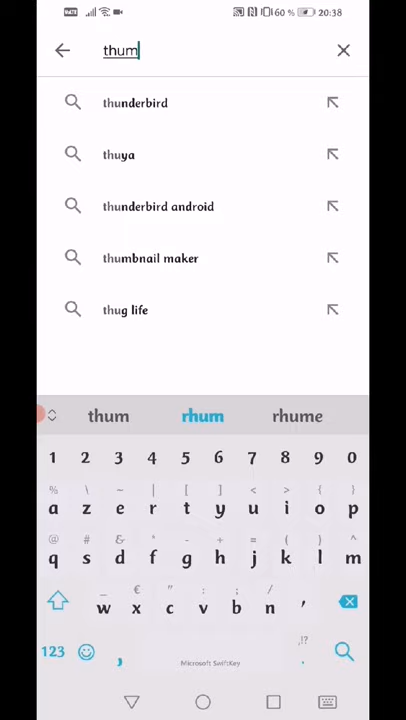 60 % 20:38
thum
thunderbird
thuya
thunderbird android
thumbnail maker
thug life
thum rhum rhume
1 2 3 4 5 6 7 8 9 0
% \ ~ | [ ] < > { }
a z e r t y u i o p
@ # & * - + = ( ) ^
q s d f g h j k l m
_ € " : ; /
w x c v b n '
,!?
123 , .
Microsoft SwiftKey